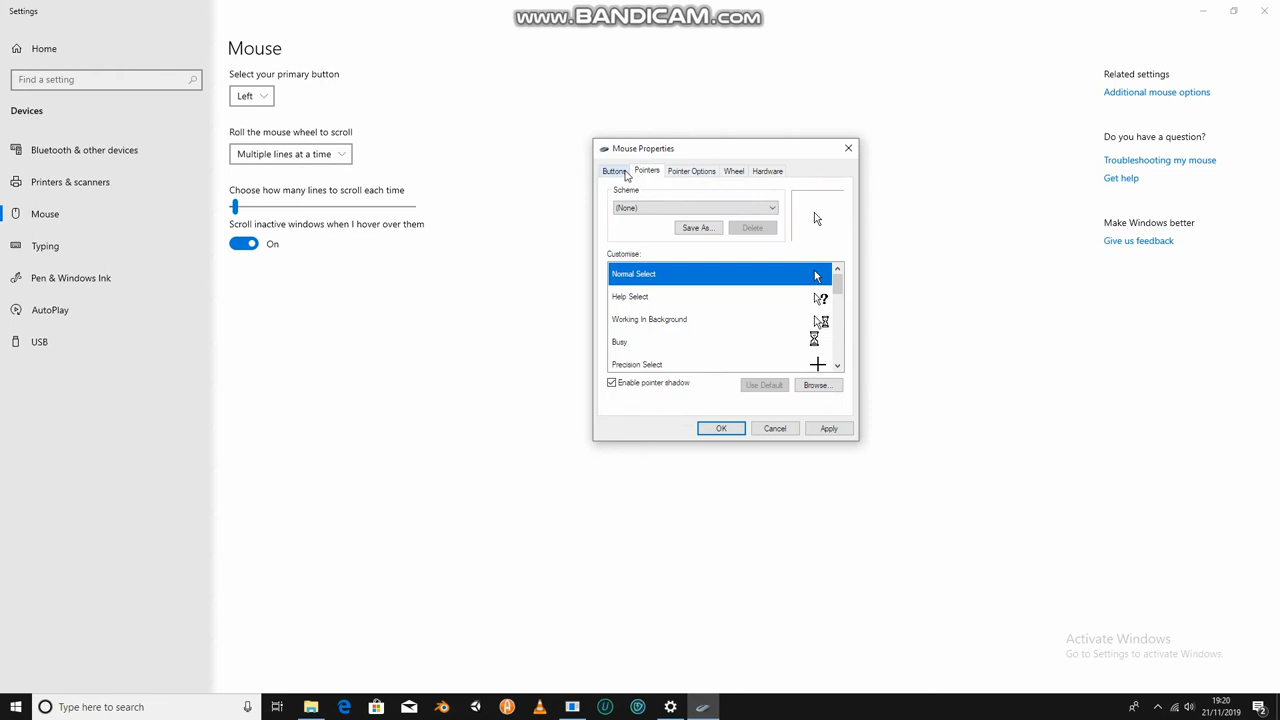 Settings
www.BANDICAM.com
Home
Find a setting
Devices
Bluetooth & other devices
Printers & scanners
Mouse
Typing
Pen & Windows Ink
AutoPlay
USB
Mouse
Select your primary button
Left
Roll the mouse wheel to scroll
Multiple lines at a time
Choose how many lines to scroll each time
Scroll inactive windows when I hover over them
On
Mouse Properties
Buttons Pointers Pointer Options Wheel Hardware
Scheme
(None)
Save As... Delete
Customise:
Normal Select
Help Select
Working In Background
Busy
Precision Select
Enable pointer shadow
Use Default Browse...
OK Cancel Apply
Related settings
Additional mouse options
Do you have a question?
Troubleshooting my mouse
Get help
Make Windows better
Give us feedback
Activate Windows
Go to Settings to activate Windows.
Type here to search
19:20
21/11/2019
2